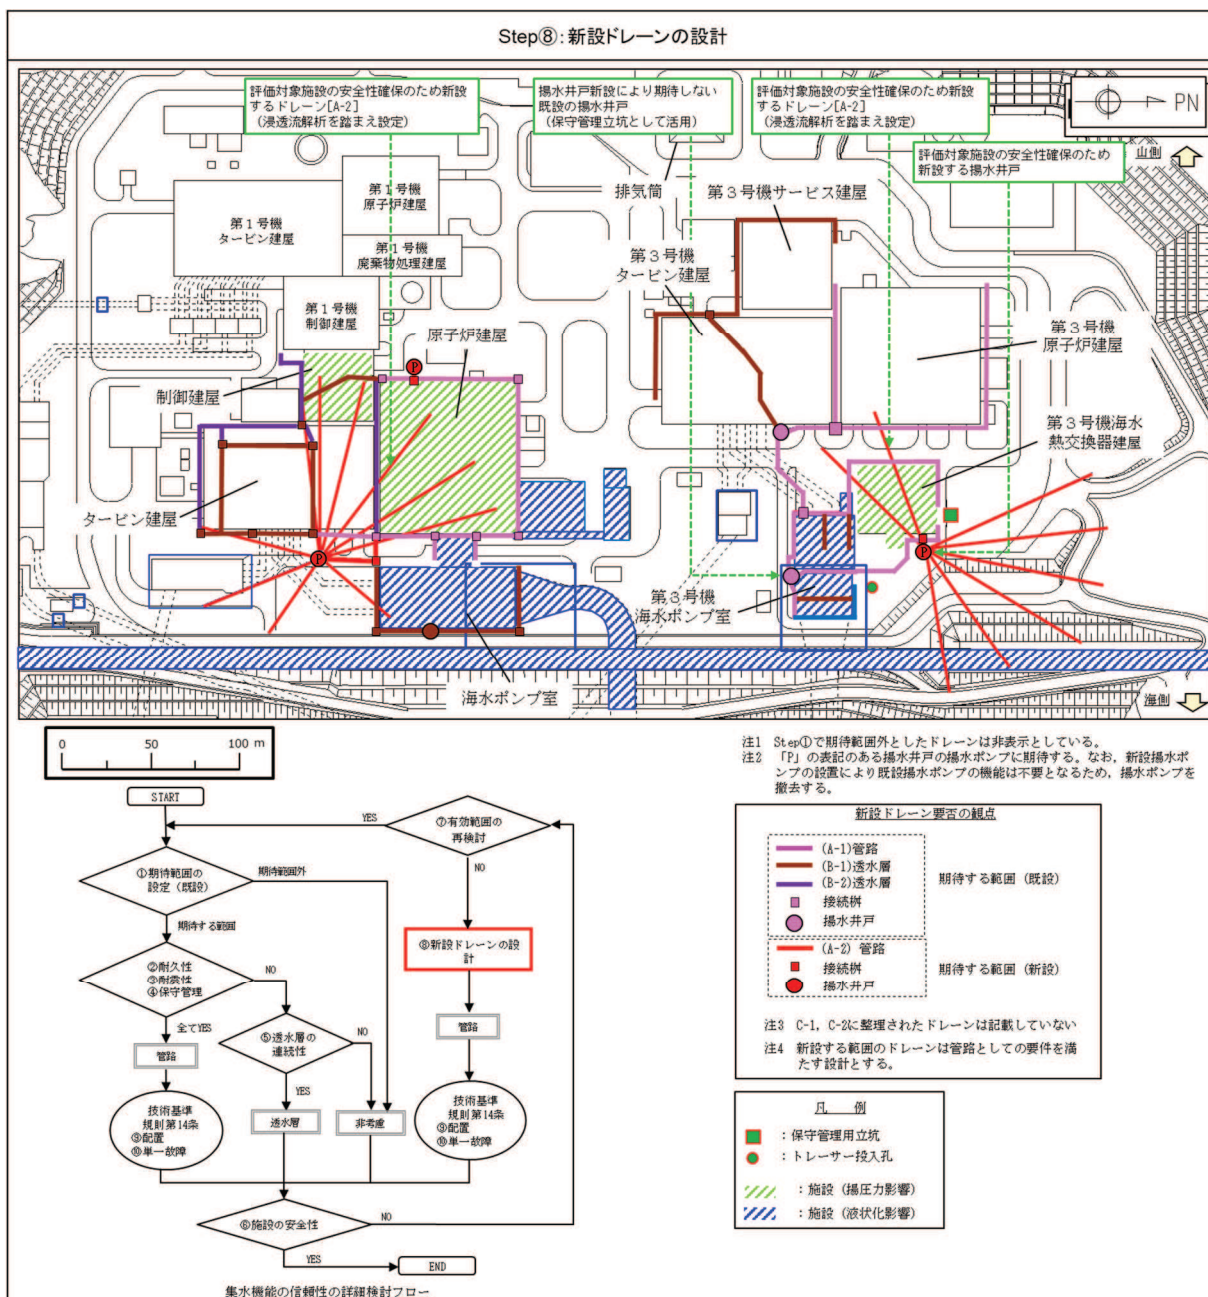 Step⑧:新設ドレーンの設計
評価対象施設の安全性確保のため新設
するドレーン[A-2]
(浸透流解析を踏まえ設定)
揚水井戸新設により期待しない
既設の揚水井戸
(保守管理立坑として活用)
評価対象施設の安全性確保のため新設
するドレーン[A-2]
(浸透流解析を踏まえ設定)
PN
評価対象施設の安全性確保のため
新設する揚水井戸
山側
排気筒
第3号機サービス建屋
第1号機
原子炉建屋
第1号機
タービン建屋
第1号機
廃棄物処理建屋
第3号機
タービン建屋
第1号機
制御建屋
原子炉建屋
第3号機
原子炉建屋
P
制御建屋
第3号機海水
熱交換器建屋
タービン建屋
P
P
第3号機
海水ポンプ室
海水ポンプ室
海側
0 50 100 m
注1 Step①で期待範囲外としたドレーンは非表示としている。
注2 「P」の表記のある揚水井戸の揚水ポンプに期待する。なお,新設揚水ポ
ンプの設置により既設揚水ポンプの機能は不要となるため,揚水ポンプを
撤去する。
START
YES
⑦有効範囲の
再検討
NO
①期待範囲の
設定(既設)
期待範囲外
期待する範囲
②耐久性
③耐震性
④保守管理
NO
全てYES
管路
⑤透水層の
連続性
NO
YES
⑧新設ドレーンの設
計
管路
技術基準
規則第14条
⑨配置
⑩単一故障
透水層
非考慮
技術基準
規則第14条
⑨配置
⑩単一故障
⑥施設の安全性
NO
YES
END
集水機能の信頼性の詳細検討フロー
新設ドレーン要否の観点
(A-1)管路
(B-1)透水層
(B-2)透水層
接続桝
揚水井戸
期待する範囲(既設)
(A-2) 管路
接続桝
揚水井戸
期待する範囲(新設)
注3 C-1, C-2に整理されたドレーンは記載していない
注4 新設する範囲のドレーンは管路としての要件を満
たす設計とする。
凡 例
:保守管理用立坑
:トレーサー投入孔
:施設(揚圧力影響)
:施設(液状化影響)